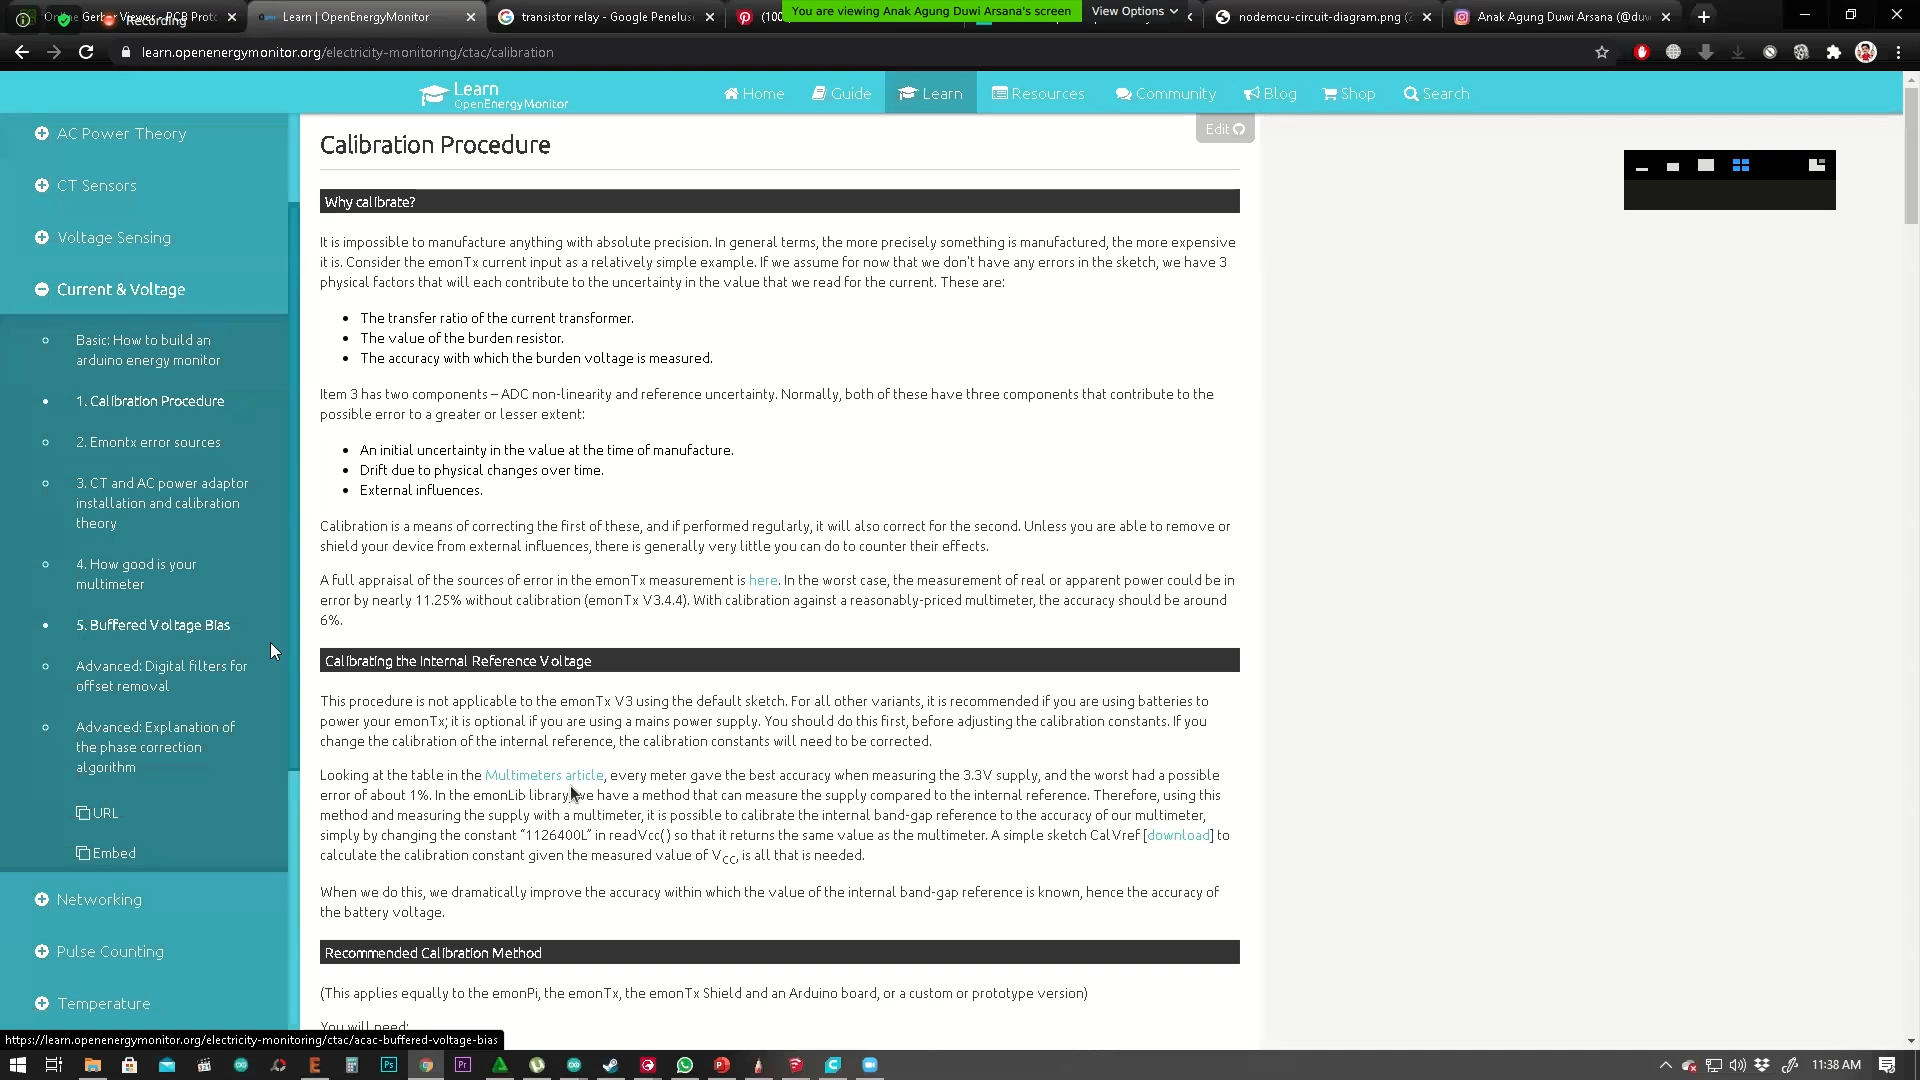 Online Gerber Viewer - PCB Proto
Recording
Learn | OpenEnergyMonitor
transistor relay - Google Penelus
(100
You are viewing Anak Agung Duwi Arsana's screen
View Options
nodemcu-circuit-diagram.png (
Anak Agung Duwi Arsana (@duw
learn.openenergymonitor.org/electricity-monitoring/ctac/calibration
Learn
OpenEnergyMonitor
Home
Guide
Learn
Resources
Community
Blog
Shop
Search
AC Power Theory
CT Sensors
Voltage Sensing
Current & Voltage
Basic: How to build an
arduino energy monitor
1. Calibration Procedure
2. Emontx error sources
3. CT and AC power adaptor
installation and calibration
theory
4. How good is your
multimeter
5. Buffered Voltage Bias
Advanced: Digital filters for
offset removal
Advanced: Explanation of
the phase correction
algorithm
URL
Embed
Networking
Pulse Counting
Temperature
Edit
Calibration Procedure
Why calibrate?
It is impossible to manufacture anything with absolute precision. In general terms, the more precisely something is manufactured, the more expensive
it is. Consider the emonTx current input as a relatively simple example. If we assume for now that we don't have any errors in the sketch, we have 3
physical factors that will each contribute to the uncertainty in the value that we read for the current. These are:
The transfer ratio of the current transformer.
The value of the burden resistor.
The accuracy with which the burden voltage is measured.
Item 3 has two components – ADC non-linearity and reference uncertainty. Normally, both of these have three components that contribute to the
possible error to a greater or lesser extent:
An initial uncertainty in the value at the time of manufacture.
Drift due to physical changes over time.
External influences.
Calibration is a means of correcting the first of these, and if performed regularly, it will also correct for the second. Unless you are able to remove or
shield your device from external influences, there is generally very little you can do to counter their effects.
A full appraisal of the sources of error in the emonTx measurement is here. In the worst case, the measurement of real or apparent power could be in
error by nearly 11.25% without calibration (emonTx V3.4.4). With calibration against a reasonably-priced multimeter, the accuracy should be around
6%.
Calibrating the Internal Reference Voltage
This procedure is not applicable to the emonTx V3 using the default sketch. For all other variants, it is recommended if you are using batteries to
power your emonTx; it is optional if you are using a mains power supply. You should do this first, before adjusting the calibration constants. If you
change the calibration of the internal reference, the calibration constants will need to be corrected.
Looking at the table in the Multimeters article, every meter gave the best accuracy when measuring the 3.3V supply, and the worst had a possible
error of about 1%. In the emonLib library, we have a method that can measure the supply compared to the internal reference. Therefore, using this
method and measuring the supply with a multimeter, it is possible to calibrate the internal band-gap reference to the accuracy of our multimeter,
simply by changing the constant “1126400L” in readVcc() so that it returns the same value as the multimeter. A simple sketch CalVref [download] to
calculate the calibration constant given the measured value of VCC, is all that is needed.
When we do this, we dramatically improve the accuracy within which the value of the internal band-gap reference is known, hence the accuracy of
the battery voltage.
Recommended Calibration Method
(This applies equally to the emonPi, the emonTx, the emonTx Shield and an Arduino board, or a custom or prototype version)
You will need:
https://learn.openenergymonitor.org/electricity-monitoring/ctac/acac-buffered-voltage-bias
11:38 AM